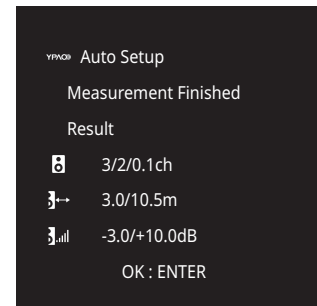 YPAO Auto Setup
Measurement Finished
Result
3/2/0.1ch
3.0/10.5m
-3.0/+10.0dB
OK : ENTER